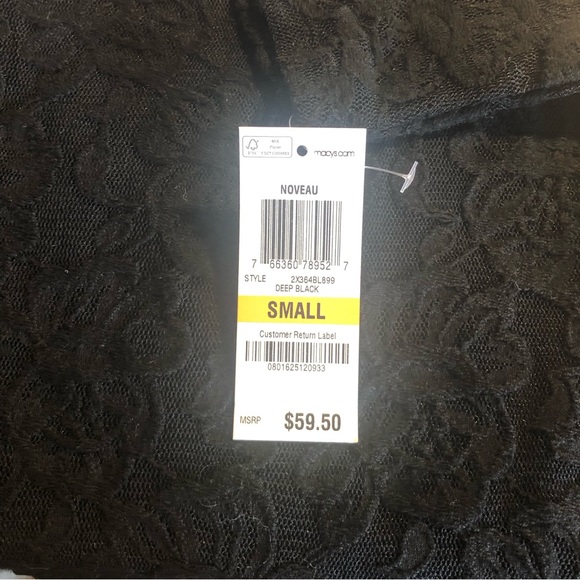 MIX
macys.com
NOVEAU
7 66360 78952 7
STYLE 2X364BL899
DEEP BLACK
SMALL
Customer Return Label
0801625120933
MSRP $59.50